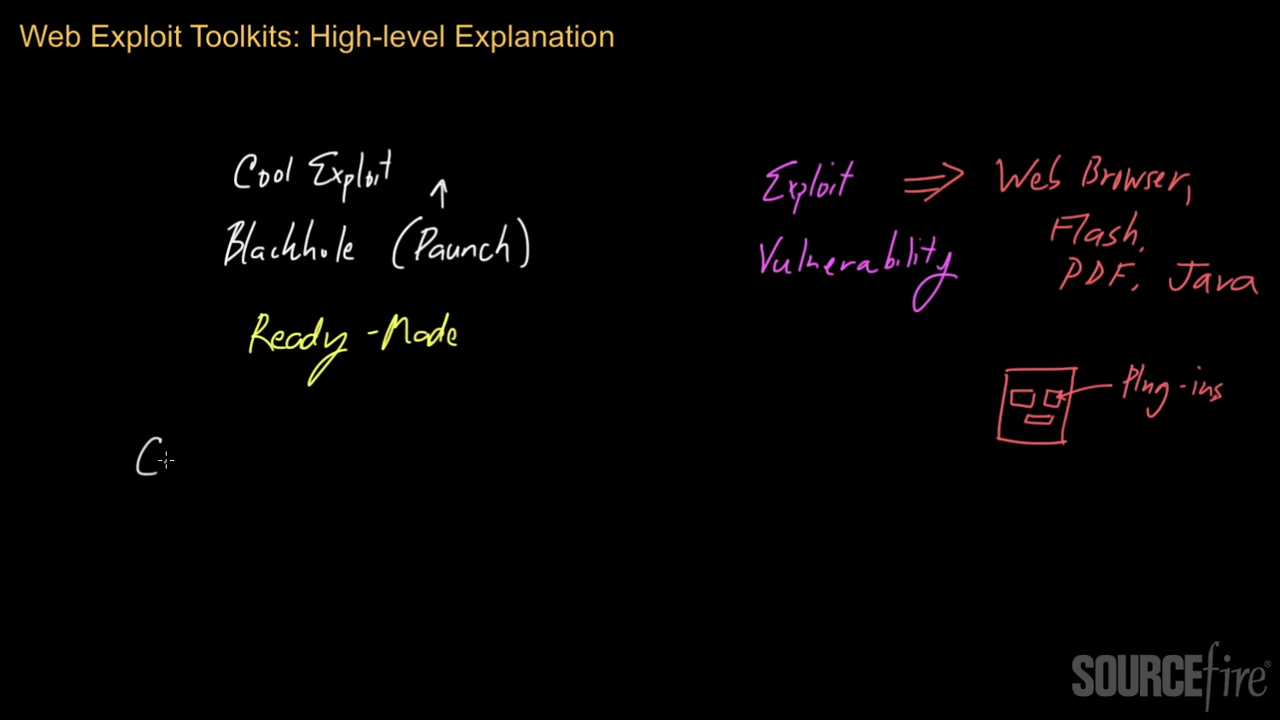 Web Exploit Toolkits: High-level Explanation
Cool Exploit
Blackhole (Paunch)
Ready-Made
C
Exploit ⇒ Web Browser,
Flash,
Vulnerability
PDF, Java
Plug-ins
SOURCEfire®